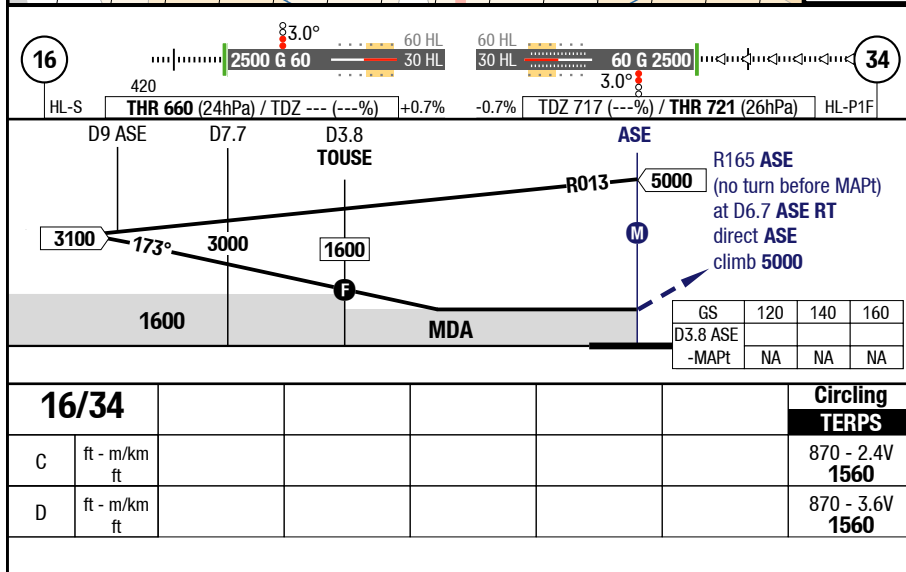 3.0°
60 HL 60 HL
16 2500 G 60 30 HL 30 HL 60 G 2500 34
3.0°
420
HL-S THR 660 (24hPa) / TDZ --- (---%) +0.7% -0.7% TDZ 717 (---%) / THR 721 (26hPa) HL-P1F
D9 ASE D7.7 D3.8 ASE
TOUSE
R165 ASE
R013 5000 (no turn before MAPt)
at D6.7 ASE RT
3100 173° 3000 1600 M direct ASE
climb 5000
F
1600 MDA
GS 120 140 160
D3.8 ASE
-MAPt NA NA NA
16/34 Circling
TERPS
C ft - m/km 870 - 2.4V
ft 1560
D ft - m/km 870 - 3.6V
ft 1560